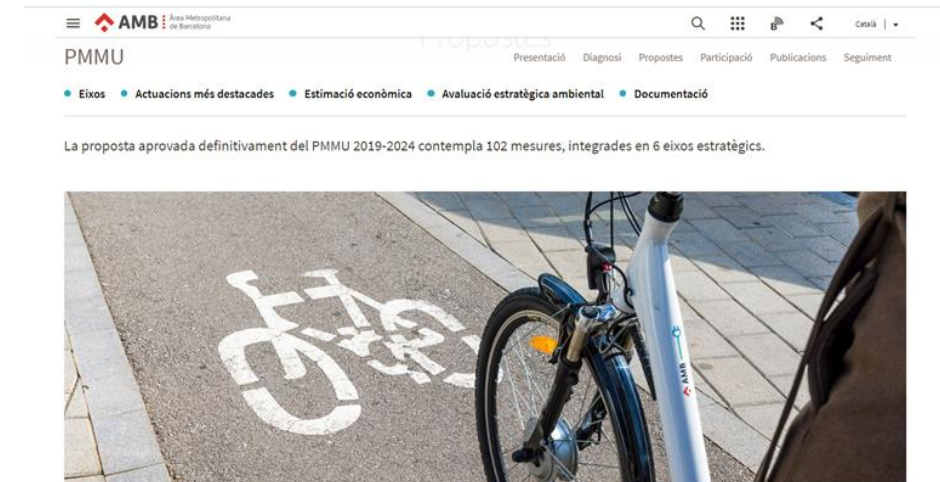 AMB Àrea Metropolitana
de Barcelona
Català
Propostes
PMMU
Presentació Diagnosi Propostes Participació Publicacions Seguiment
Eixos Actuacions més destacades Estimació econòmica Avaluació estratègica ambiental Documentació
La proposta aprovada definitivament del PMMU 2019-2024 contempla 102 mesures, integrades en 6 eixos estratègics.
AMB